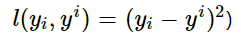 l(y_i, y^i) = (y_i − y^i)^2)